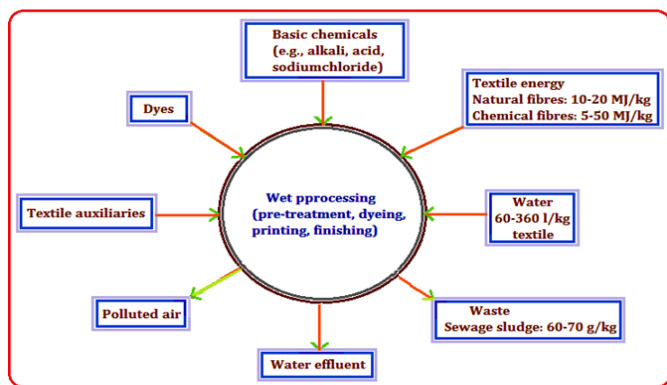 Basic chemicals
(e.g., alkali, acid,
sodiumchloride)
Textile energy
Natural fibres: 10-20 MJ/kg
Chemical fibres: 5-50 MJ/kg
Dyes
Wet pprocessing
(pre-treatment, dyeing,
printing, finishing)
Textile auxiliaries
Water
60-360 l/kg
textile
Polluted air
Waste
Sewage sludge: 60-70 g/kg
Water effluent